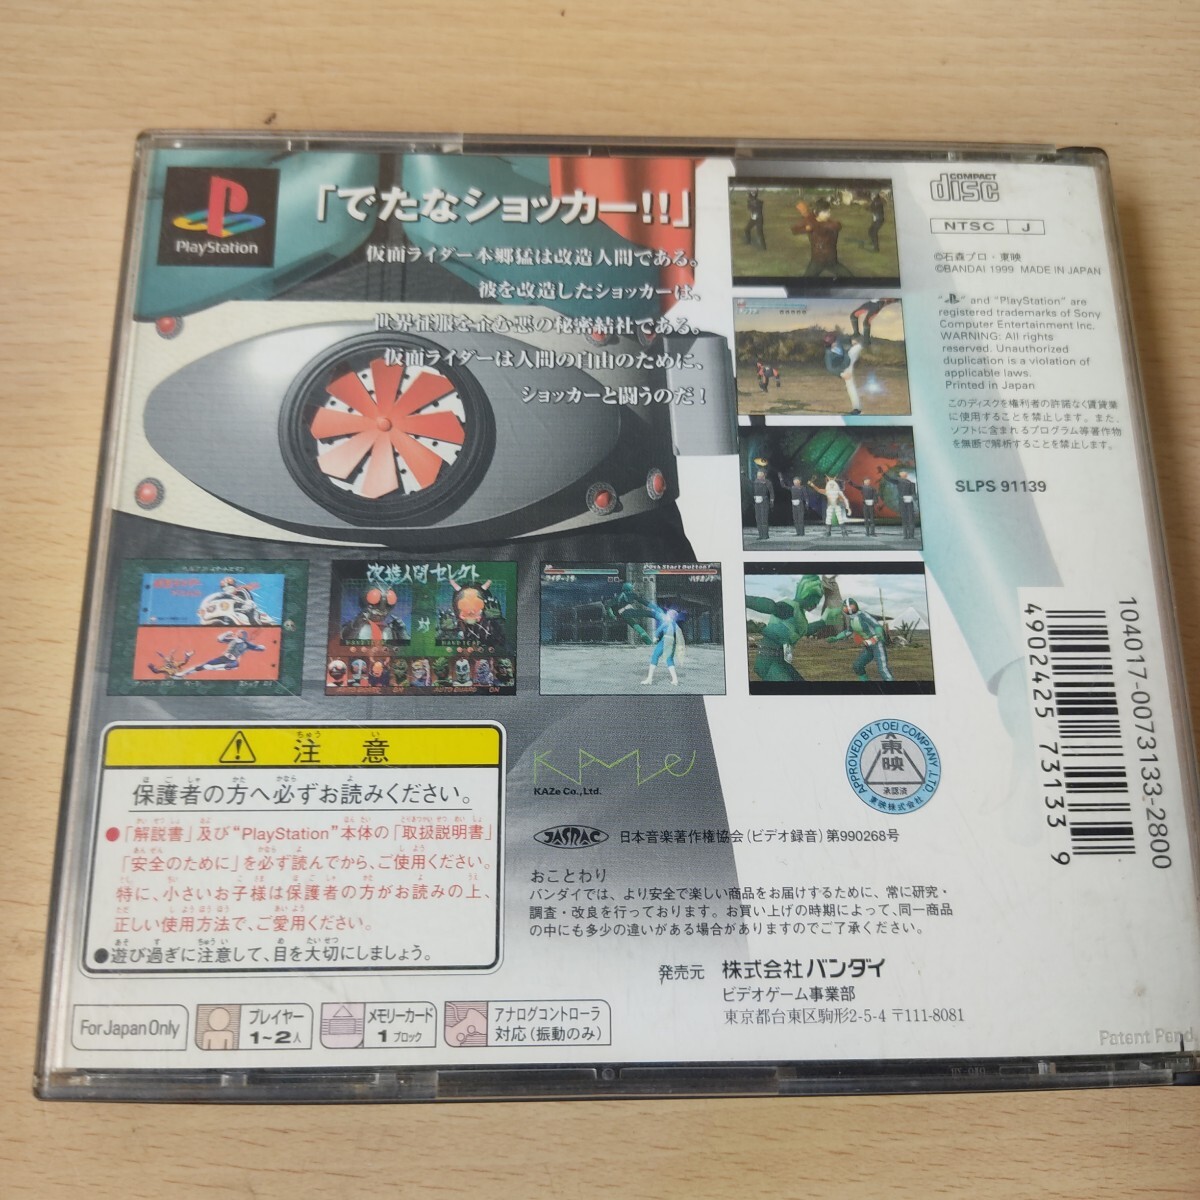 PlayStation
「でたなショッカー!!」
仮面ライダー本郷猛は改造人間である。
彼を改造したショッカーは、
世界征服を企む悪の秘密結社である。
仮面ライダーは人間の自由のために、
ショッカーと闘うのだ!
COMPACT
disc
NTSC J
©石森プロ・東映
©BANDAI 1999 MADE IN JAPAN
" " and "PlayStation" are
registered trademarks of Sony
Computer Entertainment Inc.
WARNING: All rights
reserved. Unauthorized
duplication is a violation of
applicable laws.
Printed in Japan
このディスクを権利者の許諾なく賃貸業
に使用することを禁止します。また、
ソフトに含まれるプログラム等著作物
を無断で解析することを禁止します。
SLPS 91139
改造人間セレクト
対
HANDICAP
HANDICAP
AUTO GUARD ON
AUTO GUARD ON
Push Start Button!
104017-0073133-2800
4902425 731339
注意
保護者の方へ必ずお読みください。
●「解説書」及び"PlayStation"本体の「取扱説明書」
「安全のために」を必ず読んでから、ご使用ください。
特に、小さいお子様は保護者の方がお読みの上、
正しい使用方法で、ご愛用ください。
●遊び過ぎに注意して、目を大切にしましょう。
KAZe
KAZe Co., Ltd.
APPROVED BY TOEI COMPANY, LTD.
東映
承認済
東映株式会社
JASRAC 日本音楽著作権協会(ビデオ録音)第990268号
おことわり
バンダイでは、より安全で楽しい商品をお届けするために、常に研究・
調査・改良を行っております。お買い上げの時期によって、同一商品
の中にも多少の違いがある場合がありますのでご了承ください。
発売元 株式会社バンダイ
ビデオゲーム事業部
東京都台東区駒形2-5-4 〒111-8081
For Japan Only
プレイヤー
1~2人
メモリーカード
1ブロック
アナログコントローラ
対応(振動のみ)
Patent Pend.